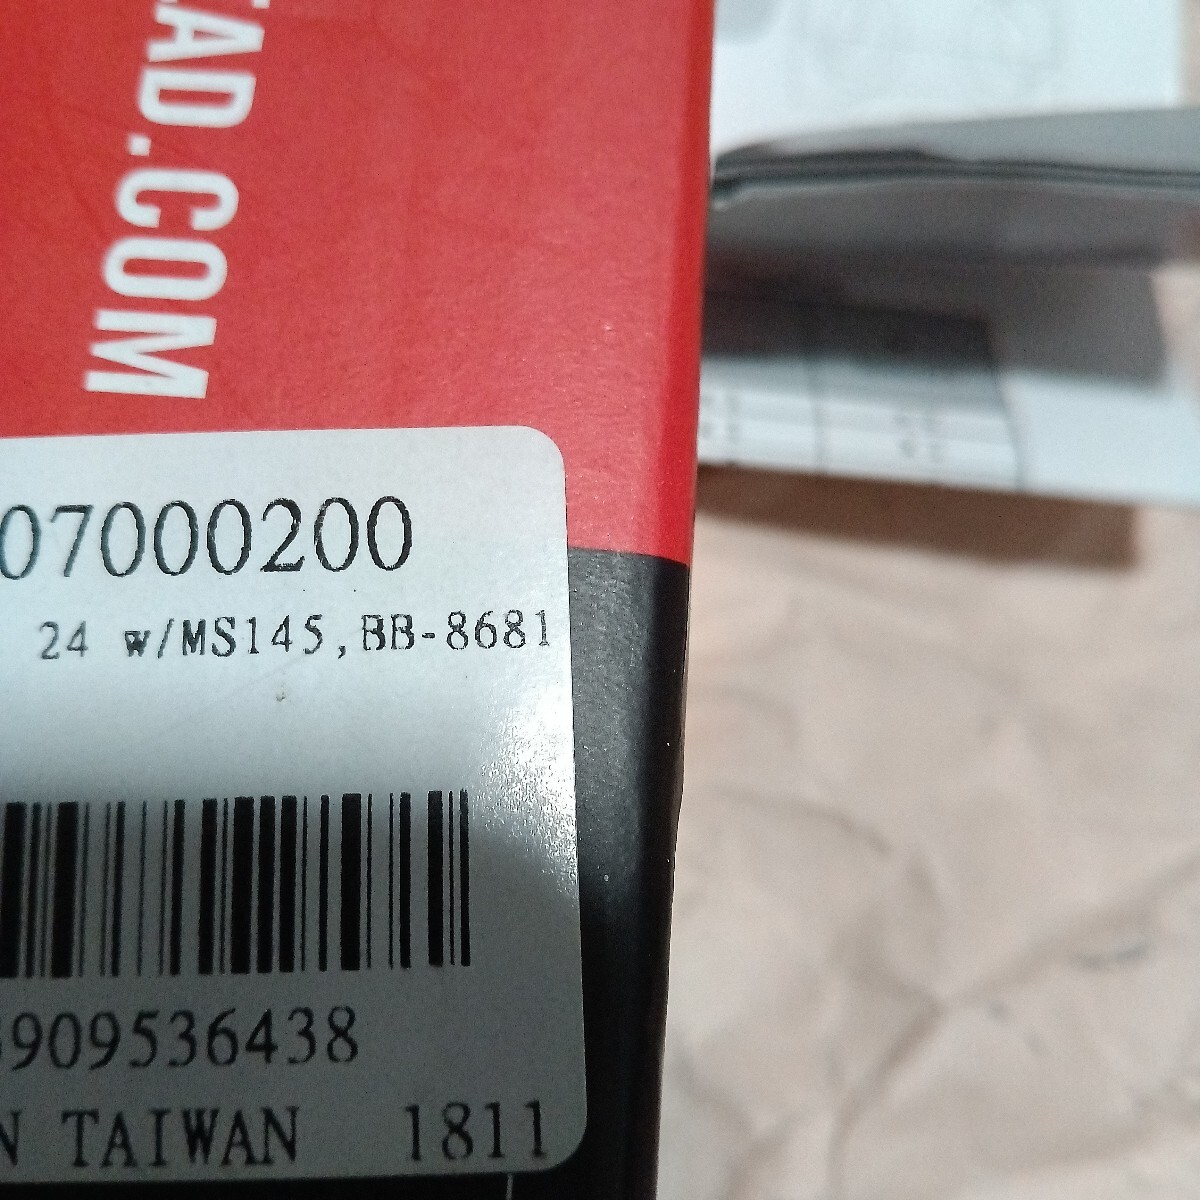 EAD.COM
07000200
24 w/MS145,BB-8681
909536438
N TAIWAN 1811